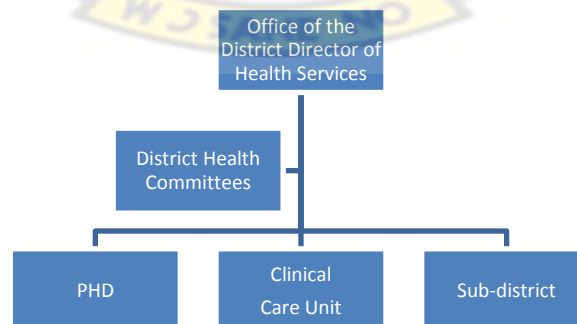 Office of the
District Director of
Health Services
District Health
Committees
PHD
Clinical
Care Unit
Sub-district